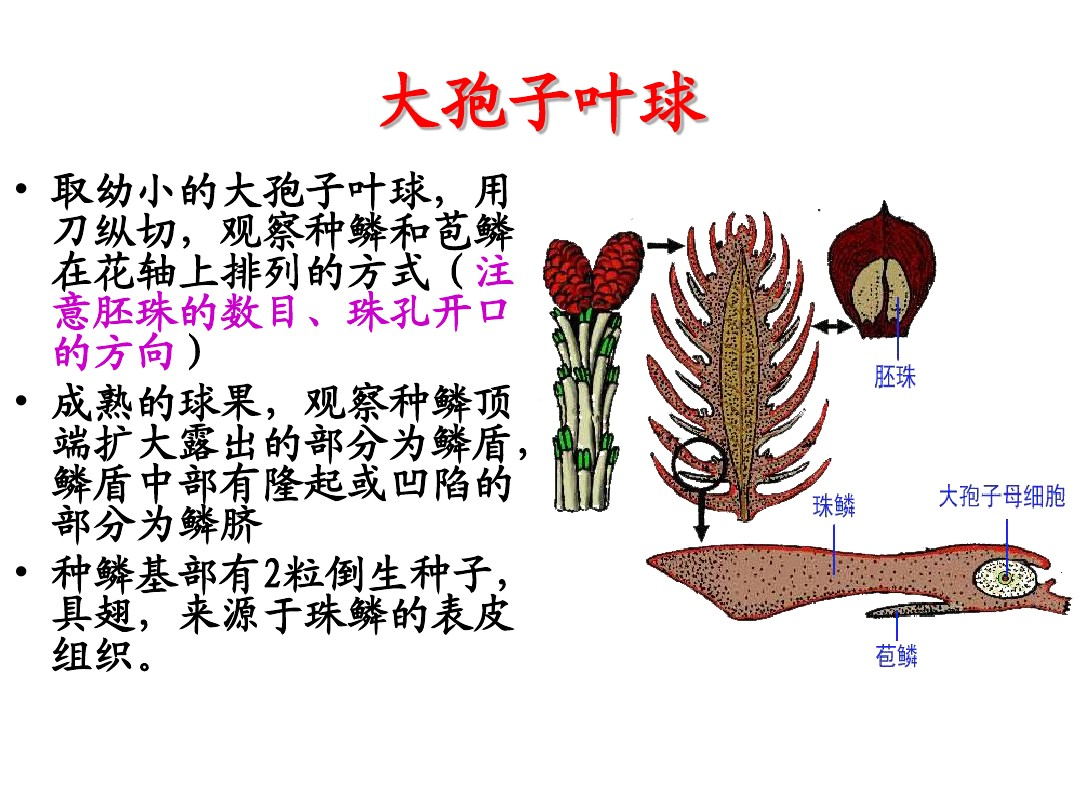 大孢子叶球
• 取幼小的大孢子叶球，用
刀纵切，观察种鳞和苞鳞
在花轴上排列的方式（注
意胚珠的数目、珠孔开口
的方向）
• 成熟的球果，观察种鳞顶
端扩大露出的部分为鳞盾，
鳞盾中部有隆起或凹陷的
部分为鳞脐
• 种鳞基部有2粒倒生种子，
具翅，来源于珠鳞的表皮
组织。
胚珠
珠鳞
大孢子母细胞
苞鳞